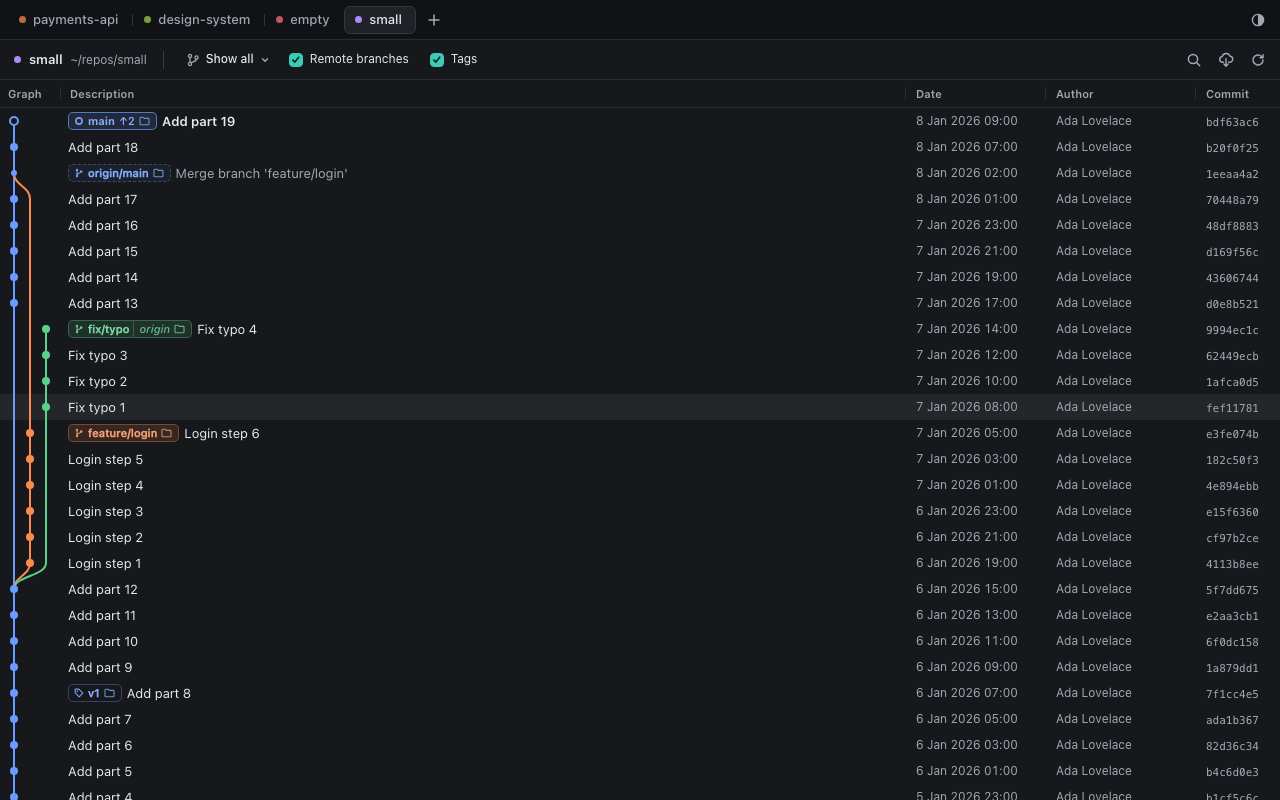 payments-api design-system empty small
small ~/repos/small Show all Remote branches Tags
Graph Description Date Author Commit
main ↑2 Add part 19 8 Jan 2026 09:00 Ada Lovelace bdf63ac6
Add part 18 8 Jan 2026 07:00 Ada Lovelace b20f0f25
origin/main Merge branch 'feature/login' 8 Jan 2026 02:00 Ada Lovelace 1eeaa4a2
Add part 17 8 Jan 2026 01:00 Ada Lovelace 70448a79
Add part 16 7 Jan 2026 23:00 Ada Lovelace 48df8883
Add part 15 7 Jan 2026 21:00 Ada Lovelace d169f56c
Add part 14 7 Jan 2026 19:00 Ada Lovelace 43606744
Add part 13 7 Jan 2026 17:00 Ada Lovelace d0e8b521
fix/typo origin Fix typo 4 7 Jan 2026 14:00 Ada Lovelace 9994ec1c
Fix typo 3 7 Jan 2026 12:00 Ada Lovelace 62449ecb
Fix typo 2 7 Jan 2026 10:00 Ada Lovelace 1afca0d5
Fix typo 1 7 Jan 2026 08:00 Ada Lovelace fef11781
feature/login Login step 6 7 Jan 2026 05:00 Ada Lovelace e3fe074b
Login step 5 7 Jan 2026 03:00 Ada Lovelace 182c50f3
Login step 4 7 Jan 2026 01:00 Ada Lovelace 4e894ebb
Login step 3 6 Jan 2026 23:00 Ada Lovelace e15f6360
Login step 2 6 Jan 2026 21:00 Ada Lovelace cf97b2ce
Login step 1 6 Jan 2026 19:00 Ada Lovelace 4113b8ee
Add part 12 6 Jan 2026 15:00 Ada Lovelace 5f7dd675
Add part 11 6 Jan 2026 13:00 Ada Lovelace e2aa3cb1
Add part 10 6 Jan 2026 11:00 Ada Lovelace 6f0dc158
Add part 9 6 Jan 2026 09:00 Ada Lovelace 1a879dd1
v1 Add part 8 6 Jan 2026 07:00 Ada Lovelace 7f1cc4e5
Add part 7 6 Jan 2026 05:00 Ada Lovelace ada1b367
Add part 6 6 Jan 2026 03:00 Ada Lovelace 82d36c34
Add part 5 6 Jan 2026 01:00 Ada Lovelace b4c6d0e3
Add part 4 5 Jan 2026 23:00 Ada Lovelace b1cf5c6c